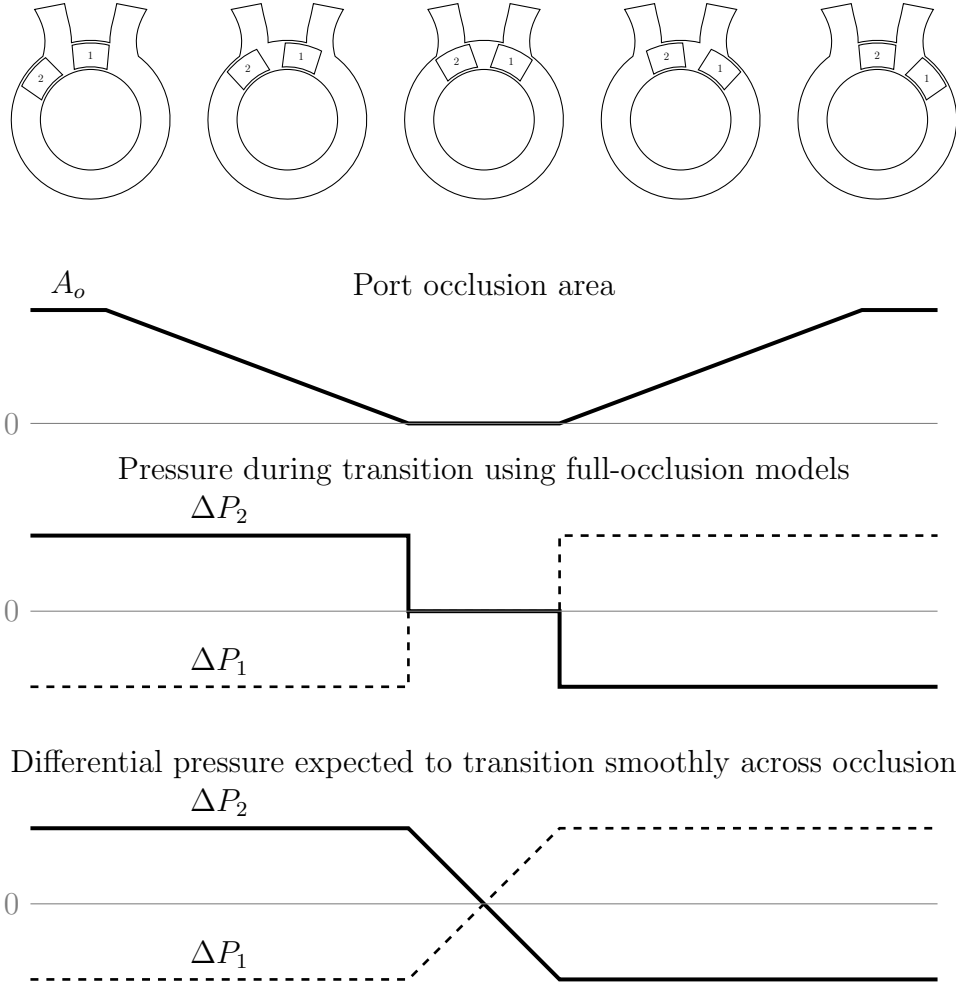 1
2
1
2
2
1
2
1
2
1
A_o
Port occlusion area
0
Pressure during transition using full-occlusion models
ΔP_2
0
ΔP_1
Differential pressure expected to transition smoothly across occlusion
ΔP_2
0
ΔP_1